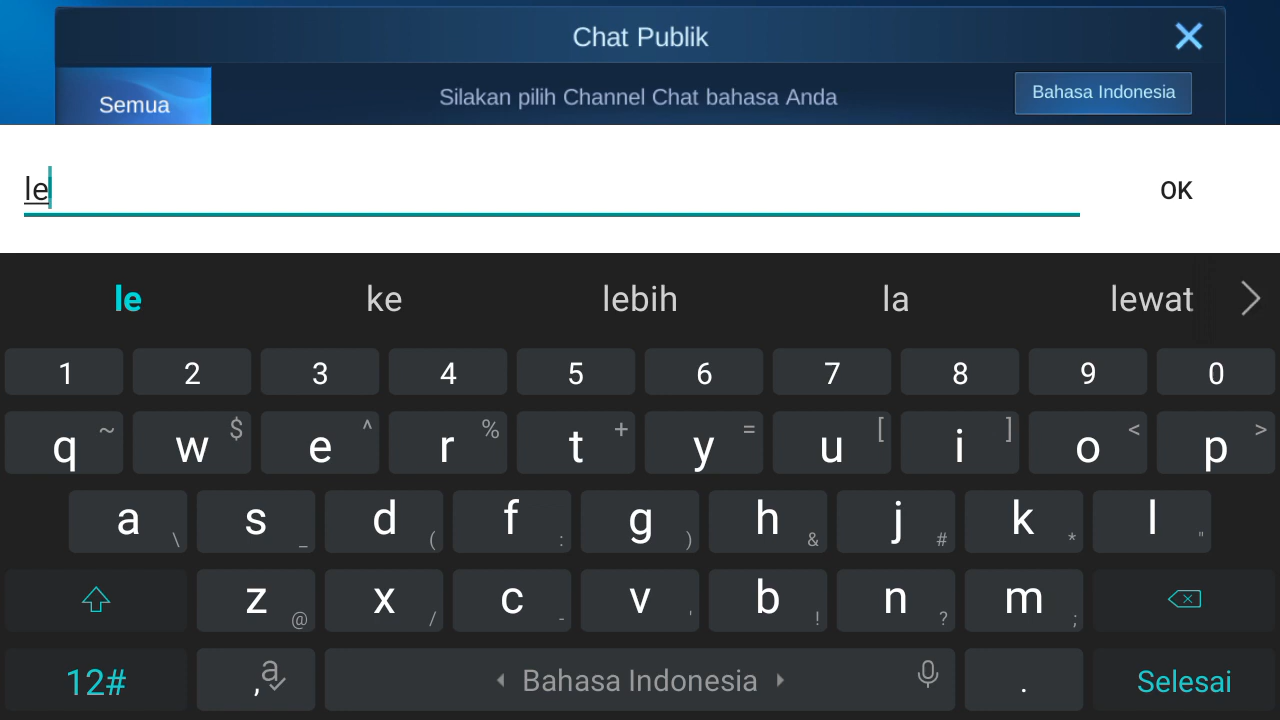 Chat Publik
Semua
Silakan pilih Channel Chat bahasa Anda
Bahasa Indonesia
le
OK
le ke lebih la lewat
1 2 3 4 5 6 7 8 9 0
q ~ w $ e ^ r % t + y = u [ i ] o < p >
a \ s _ d ( f : g ) h & j # k * l "
z @ x / c - v ' b ! n ? m ;
12# , a Bahasa Indonesia . Selesai